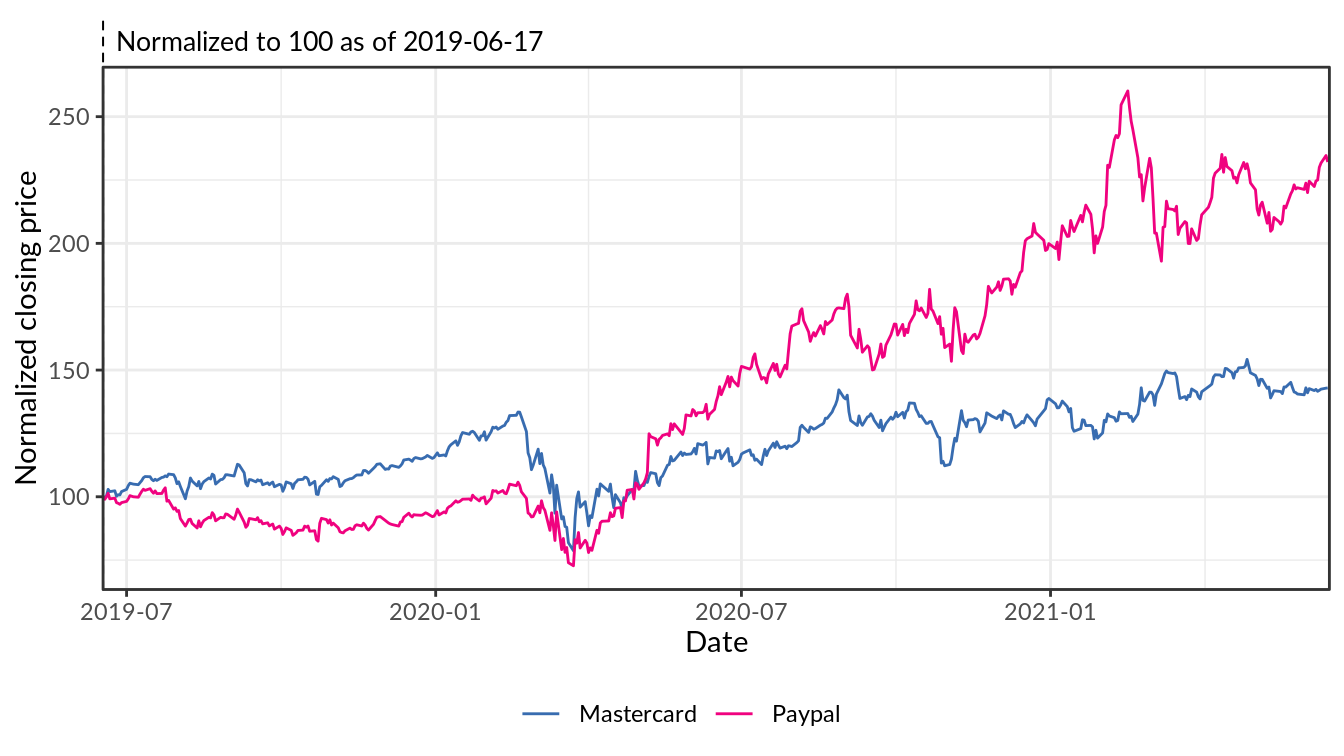 Normalized to 100 as of 2019-06-17
Normalized closing price
250
200
150
100
2019-07 2020-01 2020-07 2021-01
Date
Mastercard Paypal